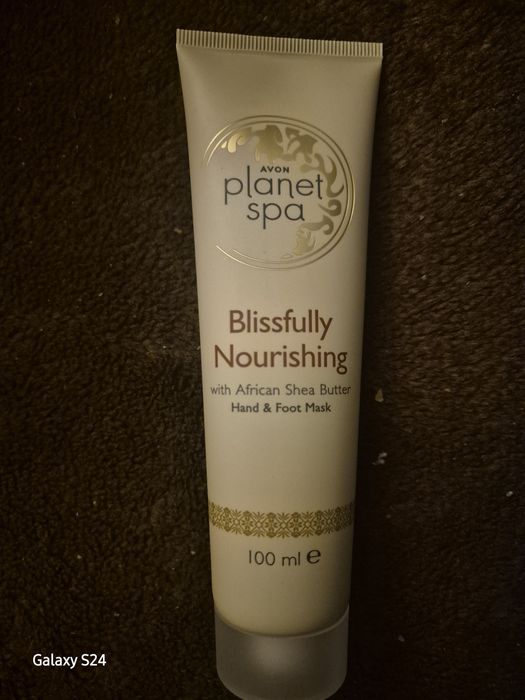 AVON
planet
spa
Blissfully
Nourishing
with African Shea Butter
Hand & Foot Mask
100 ml ℮
Galaxy S24